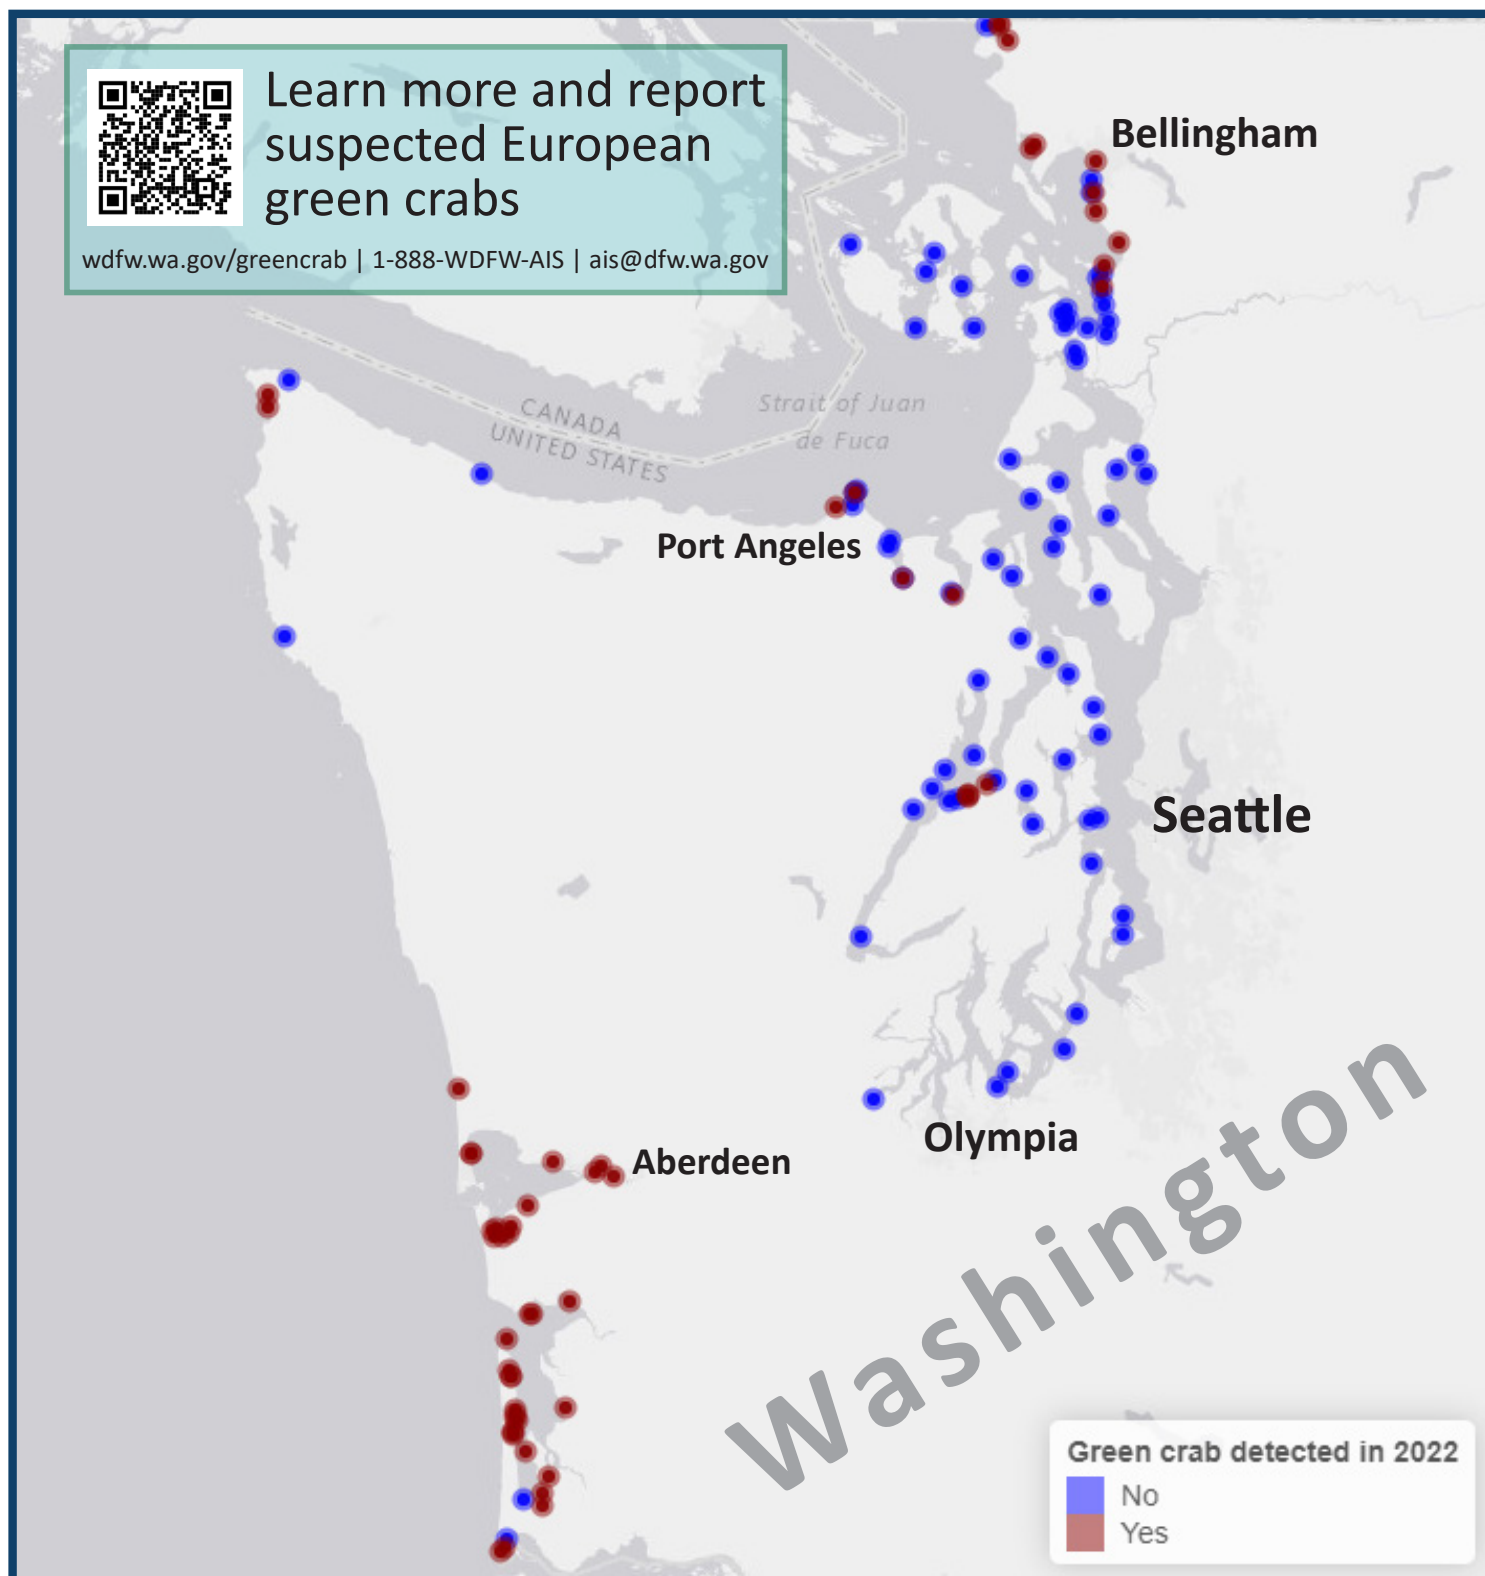 Learn more and report
suspected European
green crabs
wdfw.wa.gov/greencrab | 1-888-WDFW-AIS | ais@dfw.wa.gov
Bellingham
CANADA
UNITED STATES
Strait of Juan
de Fuca
Port Angeles
Seattle
Olympia
Aberdeen
Washington
Green crab detected in 2022
No
Yes